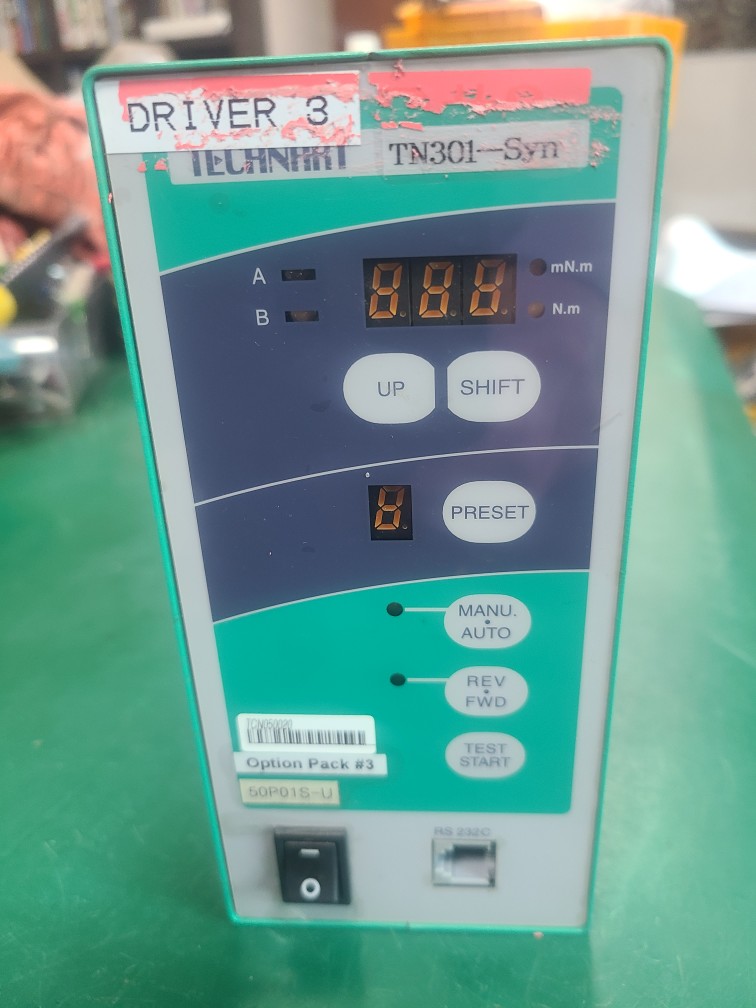 DRIVER 3
TECHNART TN301-Syn
A
mN.m
B
N.m
UP SHIFT
PRESET
MANU.
AUTO
REV
FWD
TEST
START
TCN050020
Option Pack #3
50P01S-U
RS 232C